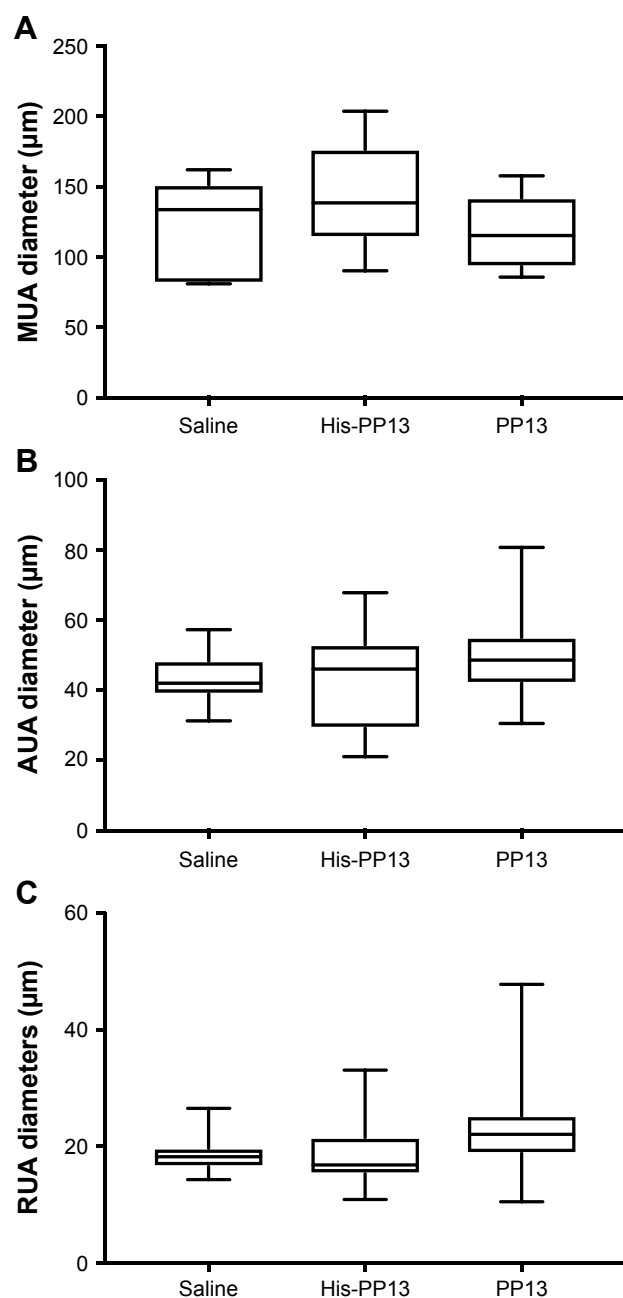 A
MUA diameter (µm)
250
200
150
100
50
0
Saline His-PP13 PP13
B
AUA diameter (µm)
100
80
60
40
20
0
Saline His-PP13 PP13
C
RUA diameters (µm)
60
40
20
0
Saline His-PP13 PP13